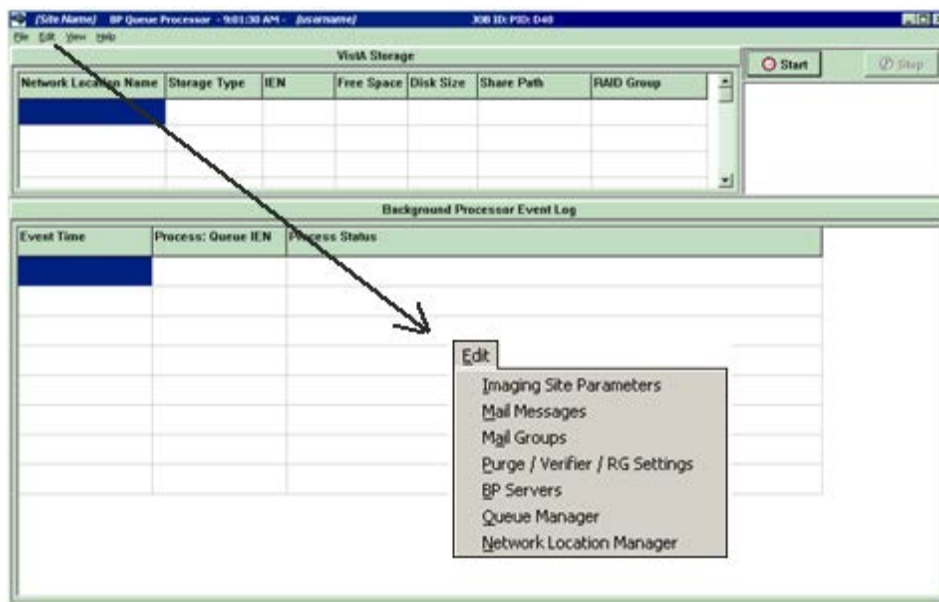 [Site Name] BP Queue Processor - 9:01:30 AM - [username] JOB ID: PID: D40
File Edit View Help
VistA Storage
Start
Stop
Network Location Name Storage Type IEN Free Space Disk Size Share Path RAID Group
Background Processor Event Log
Event Time Process: Queue IEN Process Status
Edit
Imaging Site Parameters
Mail Messages
Mail Groups
Purge / Verifier / RG Settings
BP Servers
Queue Manager
Network Location Manager